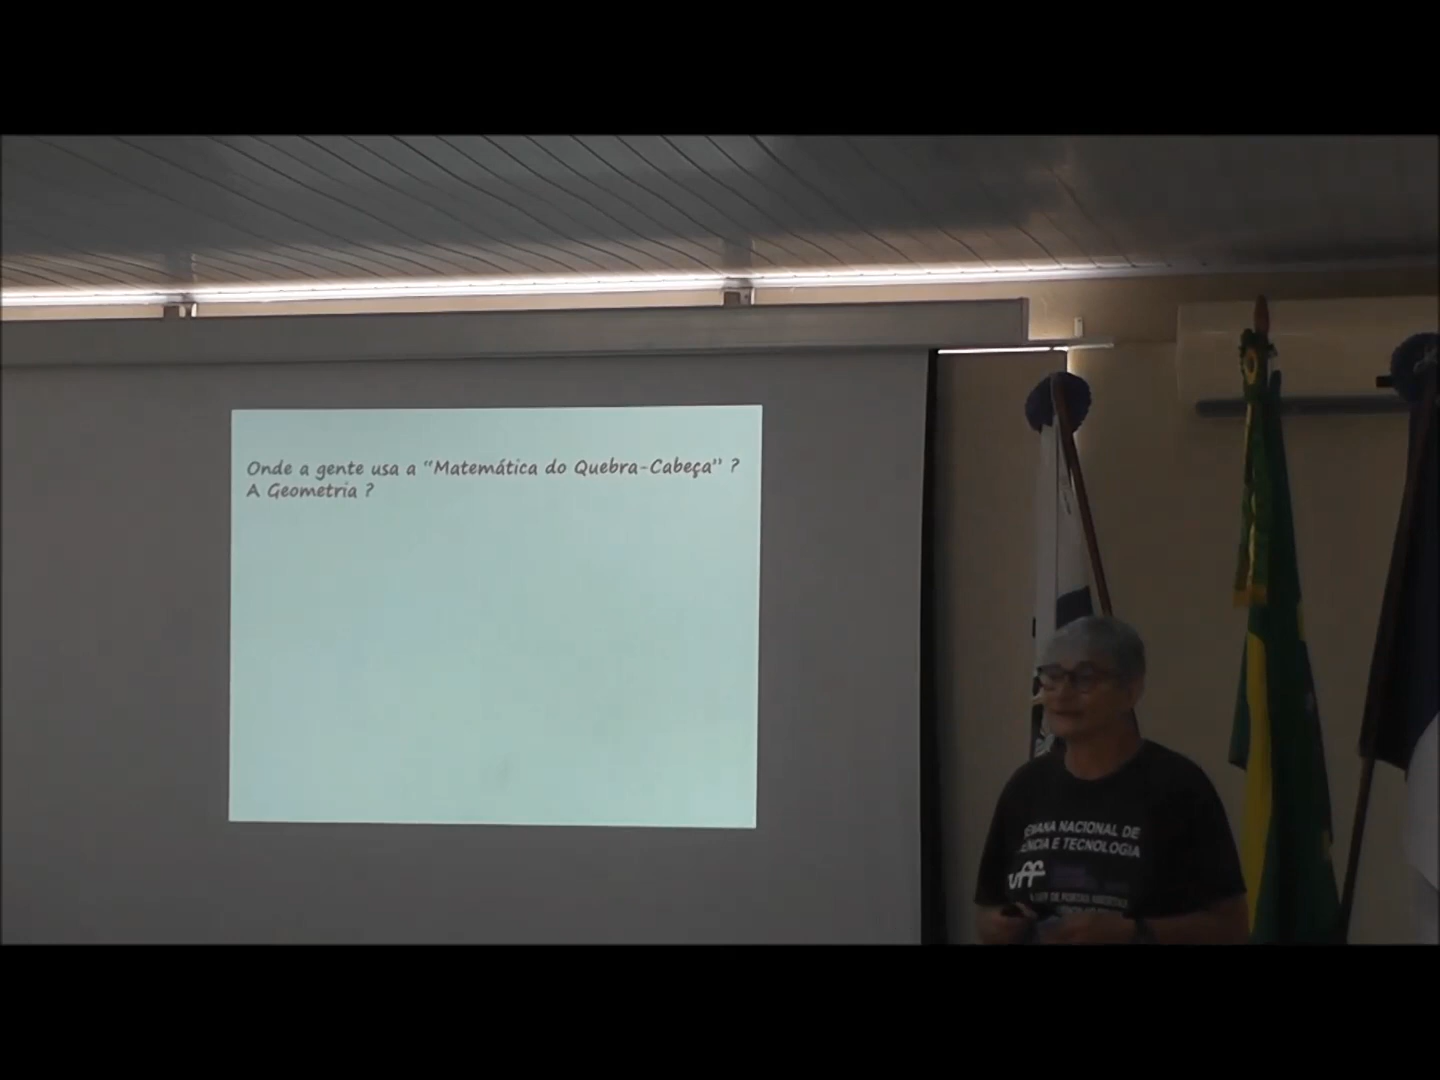 Onde a gente usa a “Matemática do Quebra-Cabeça” ?
A Geometria ?
SEMANA NACIONAL DE
CIÊNCIA E TECNOLOGIA
uff